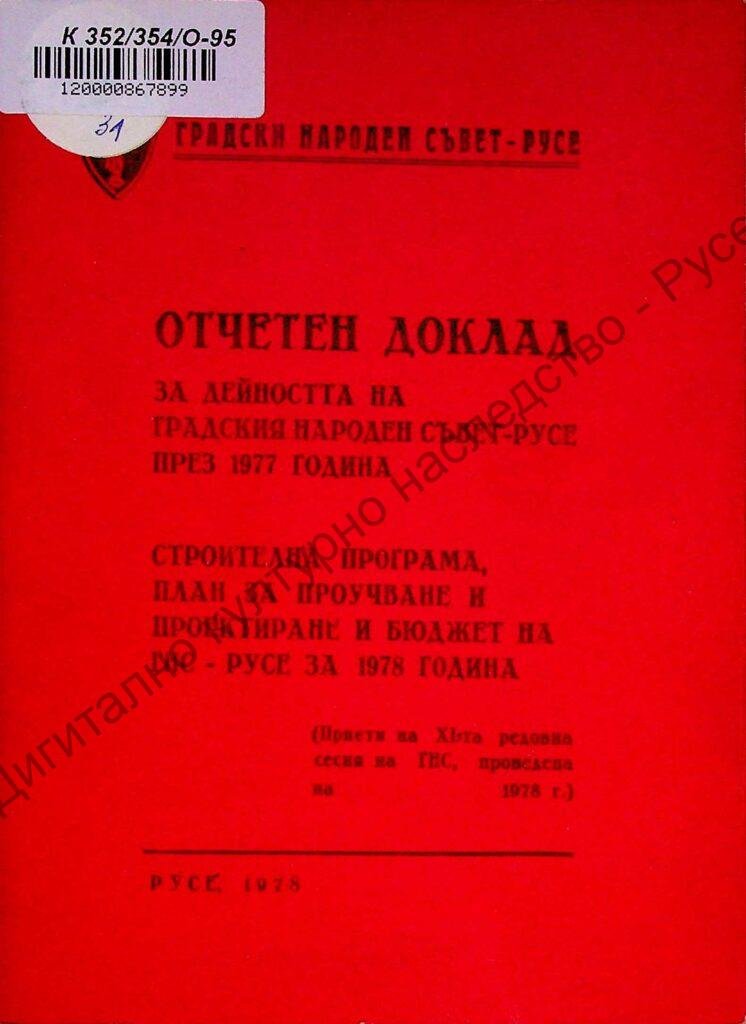 К 352/354/О-95
120000867899
31
ГРАДСКИ НАРОДЕН СЪВЕТ-РУСЕ
ОТЧЕТЕН ДОКЛАД
ЗА ДЕЙНОСТТА НА
ГРАДСКИЯ НАРОДЕН СЪВЕТ-РУСЕ
ПРЕЗ 1977 ГОДИНА
СТРОИТЕЛНИ ПРОГРАМА,
ПЛАН ЗА ПРОУЧВАНЕ И
ПРОЕКТИРАНЕ И БЮДЖЕТ НА
ГНС - РУСЕ ЗА 1978 ГОДИНА
(Приети на XI-та редовна
сесия на ГНС, проведена
на 1978 г.)
РУСЕ, 1978
Дигитално културно наследство - Русе